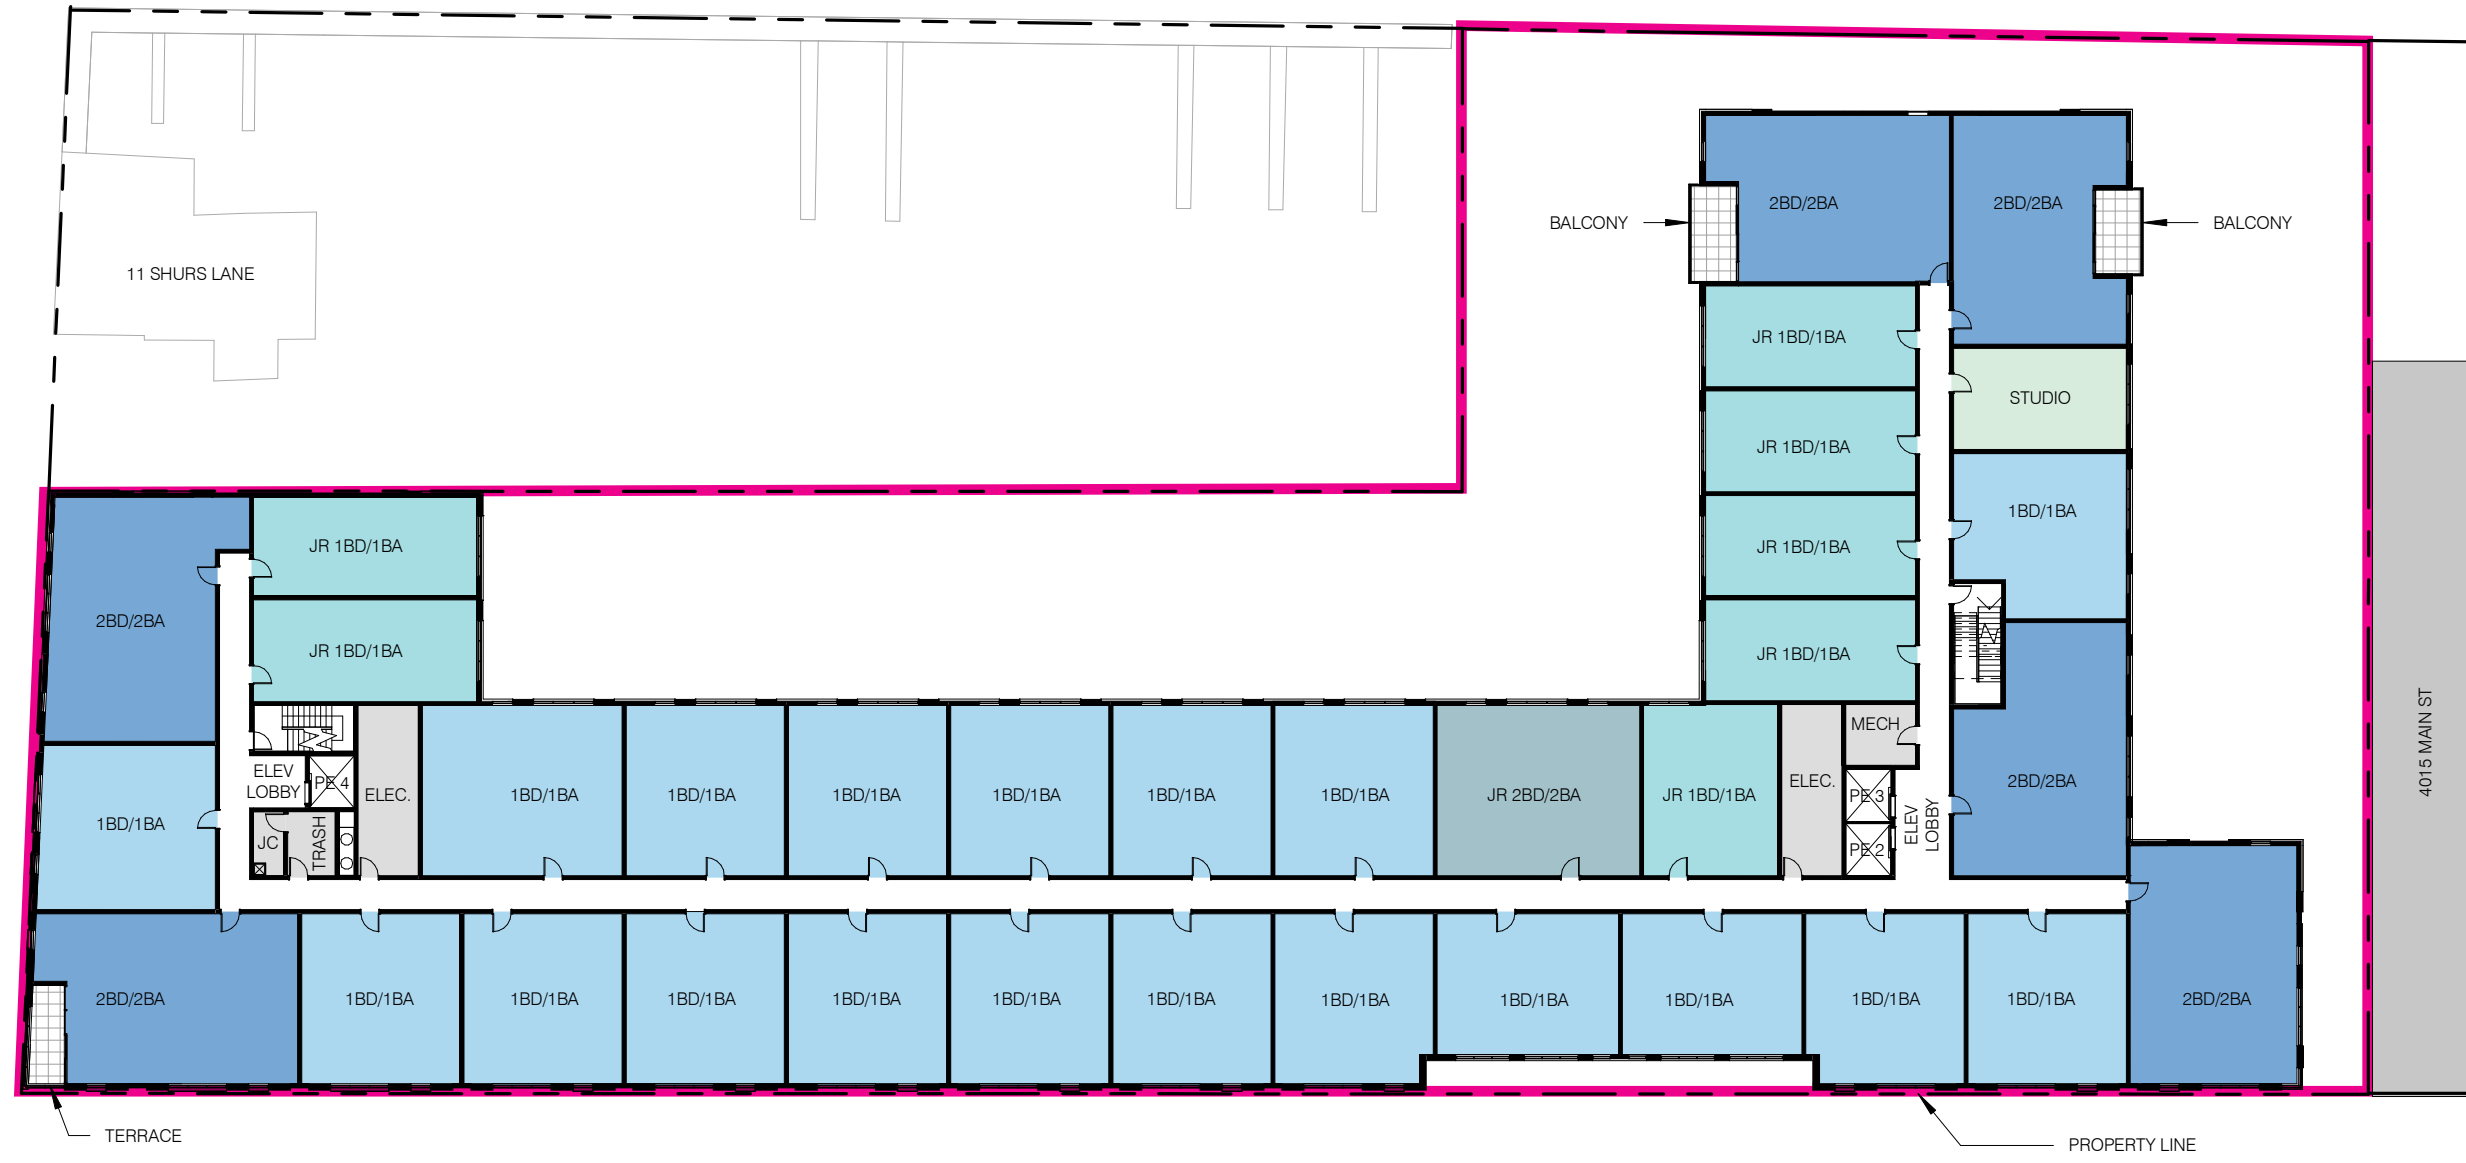 2BD/2BA
2BD/2BA
BALCONY
BALCONY
11 SHURS LANE
JR 1BD/1BA
STUDIO
JR 1BD/1BA
1BD/1BA
JR 1BD/1BA
JR 1BD/1BA
2BD/2BA
JR 1BD/1BA
JR 1BD/1BA
MECH
4015 MAIN ST
ELEV
LOBBY
PE 4
ELEC.
1BD/1BA
1BD/1BA
1BD/1BA
1BD/1BA
1BD/1BA
1BD/1BA
JR 2BD/2BA
JR 1BD/1BA
ELEC.
PE 3
PE 2
ELEV
LOBBY
2BD/2BA
1BD/1BA
JC
TRASH
2BD/2BA
1BD/1BA
1BD/1BA
1BD/1BA
1BD/1BA
1BD/1BA
1BD/1BA
1BD/1BA
1BD/1BA
1BD/1BA
1BD/1BA
1BD/1BA
2BD/2BA
TERRACE
PROPERTY LINE